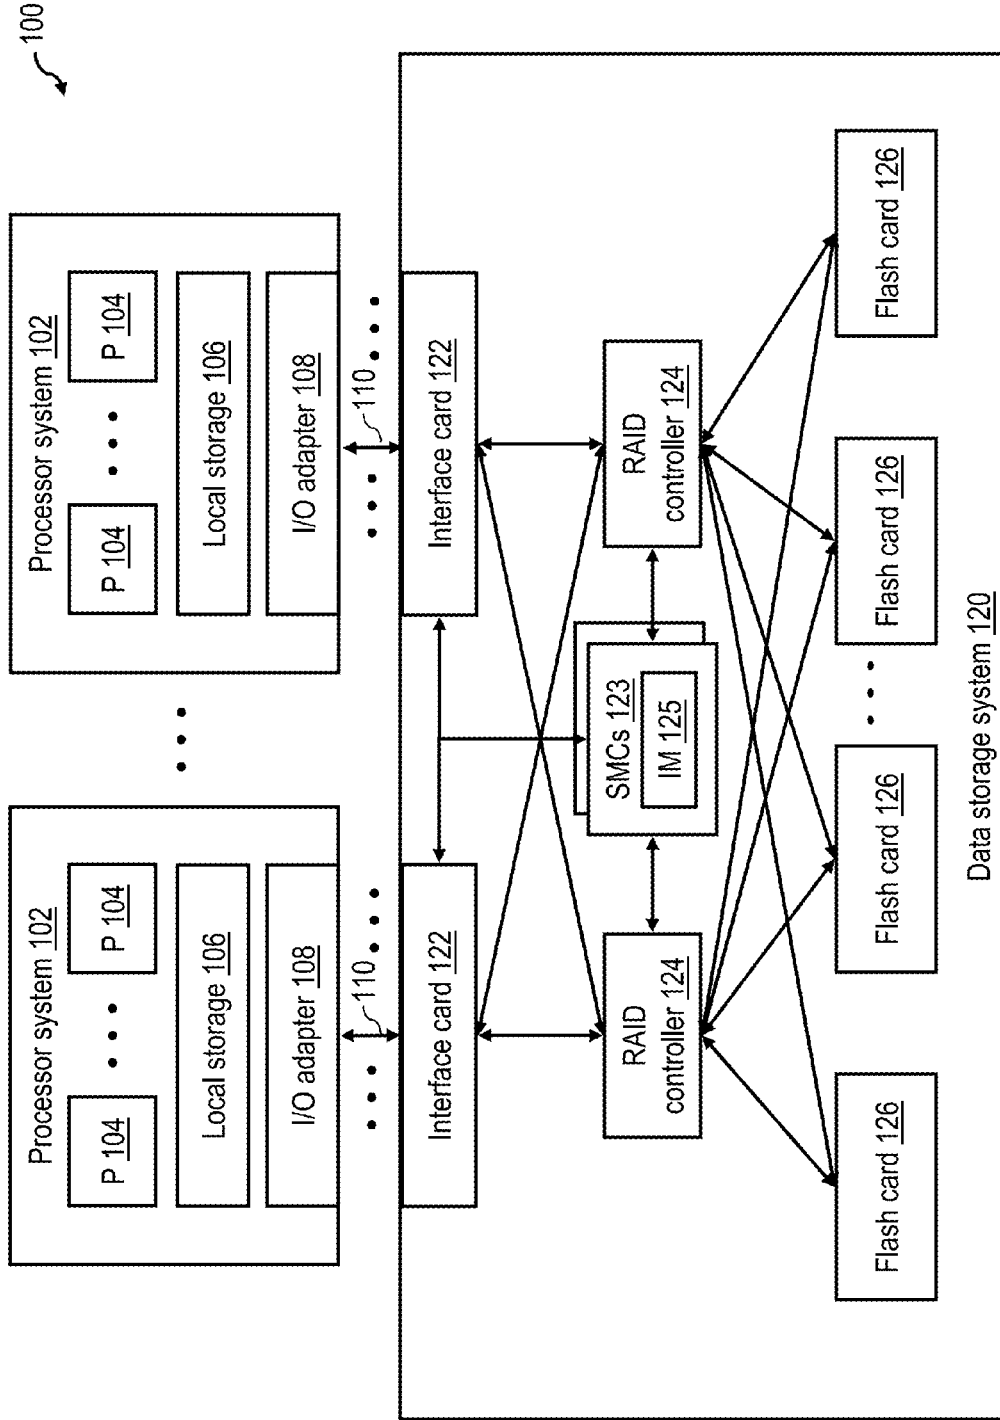 100
Processor system 102
P 104
P 104
Local storage 106
I/O adapter 108
110
Processor system 102
P 104
P 104
Local storage 106
I/O adapter 108
110
Interface card 122
Interface card 122
RAID
controller 124
SMCs 123
IM 125
RAID
controller 124
Flash card 126
Flash card 126
Flash card 126
Flash card 126
Data storage system 120